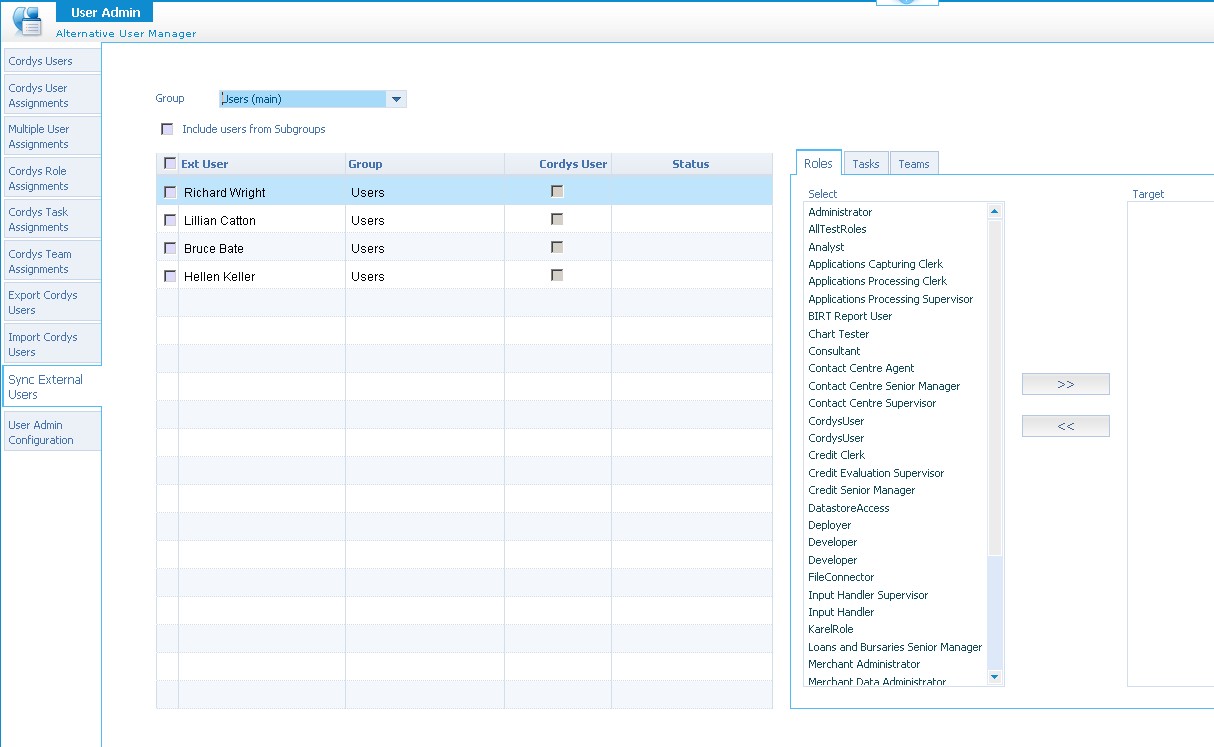 User Admin
Alternative User Manager
Cordys Users
Cordys User
Assignments
Multiple User
Assignments
Cordys Role
Assignments
Cordys Task
Assignments
Cordys Team
Assignments
Export Cordys
Users
Import Cordys
Users
Sync External
Users
User Admin
Configuration
Group Users (main)
Include users from Subgroups
Ext User Group Cordys User Status
Richard Wright Users
Lillian Catton Users
Bruce Bate Users
Hellen Keller Users
Roles Tasks Teams
Select Target
Administrator
AllTestRoles
Analyst
Applications Capturing Clerk
Applications Processing Clerk
Applications Processing Supervisor
BIRT Report User
Chart Tester
Consultant
Contact Centre Agent
Contact Centre Senior Manager
Contact Centre Supervisor
CordysUser
CordysUser
Credit Clerk
Credit Evaluation Supervisor
Credit Senior Manager
DatastoreAccess
Deployer
Developer
Developer
FileConnector
Input Handler Supervisor
Input Handler
KarelRole
Loans and Bursaries Senior Manager
Merchant Administrator
Merchant Data Administrator
>>
<<